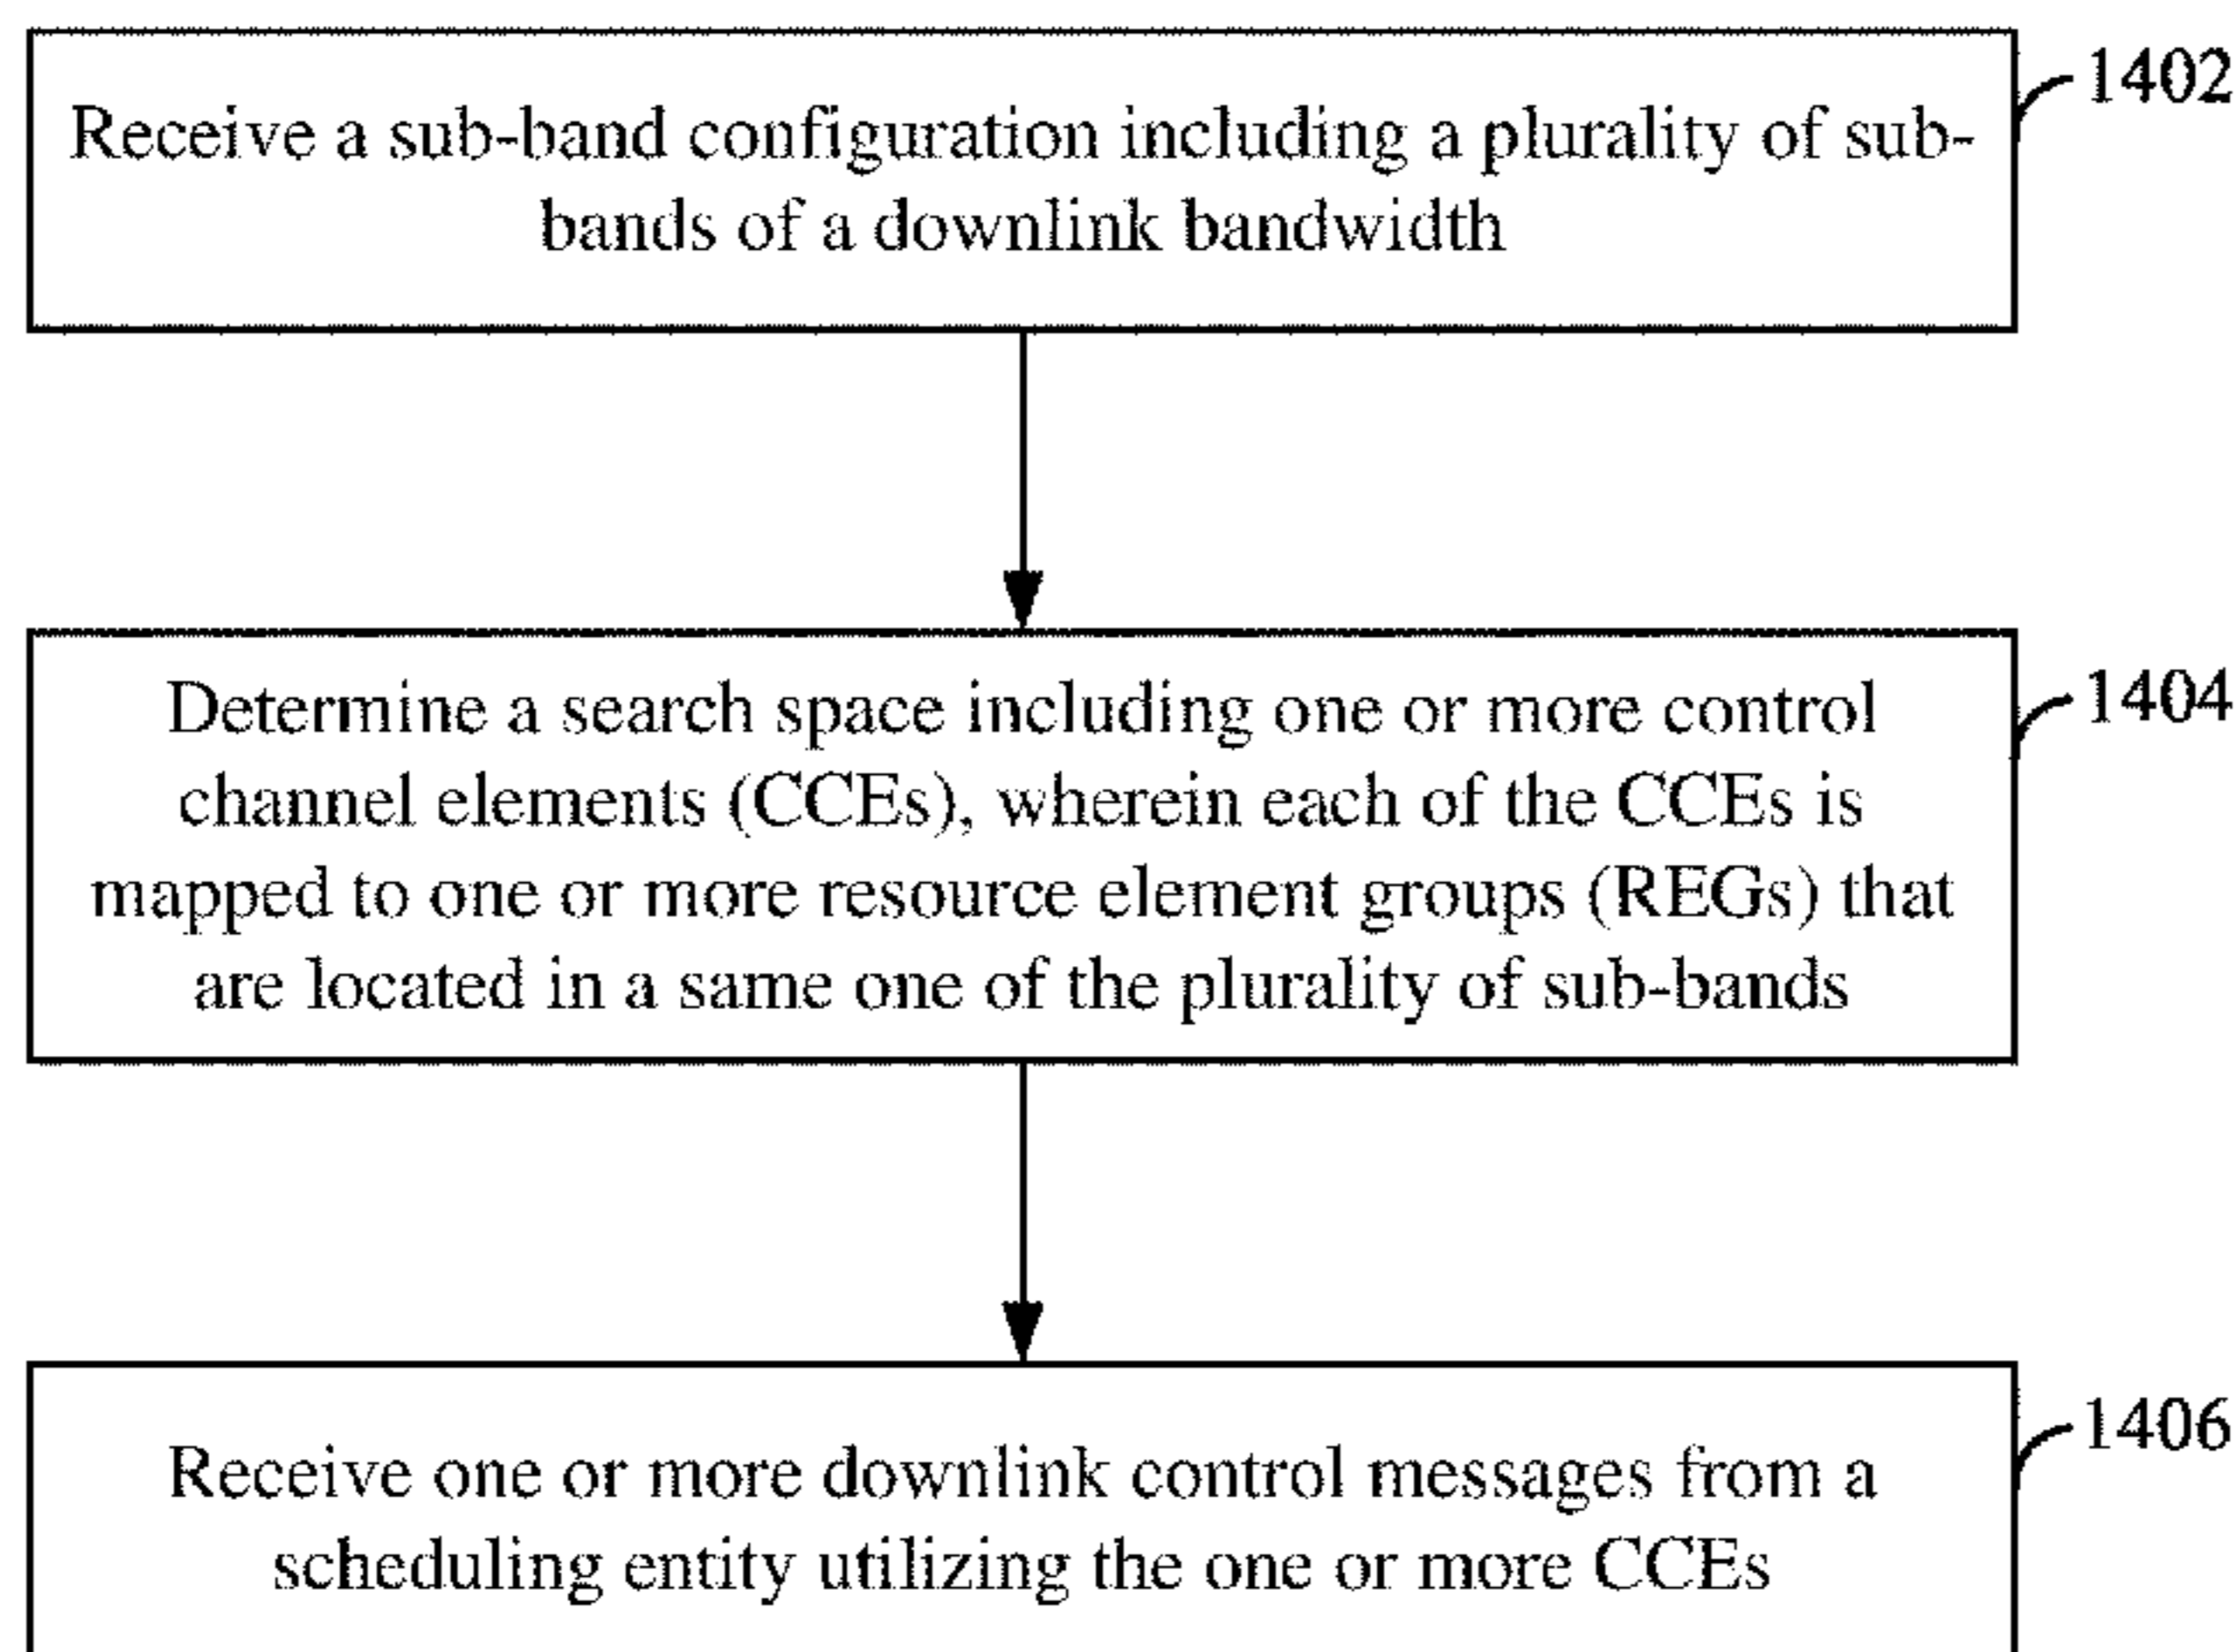 Receive a sub-band configuration including a plurality of sub-
bands of a downlink bandwidth
1402
Determine a search space including one or more control
channel elements (CCEs), wherein each of the CCEs is
mapped to one or more resource element groups (REGs) that
are located in a same one of the plurality of sub-bands
1404
Receive one or more downlink control messages from a
scheduling entity utilizing the one or more CCEs
1406